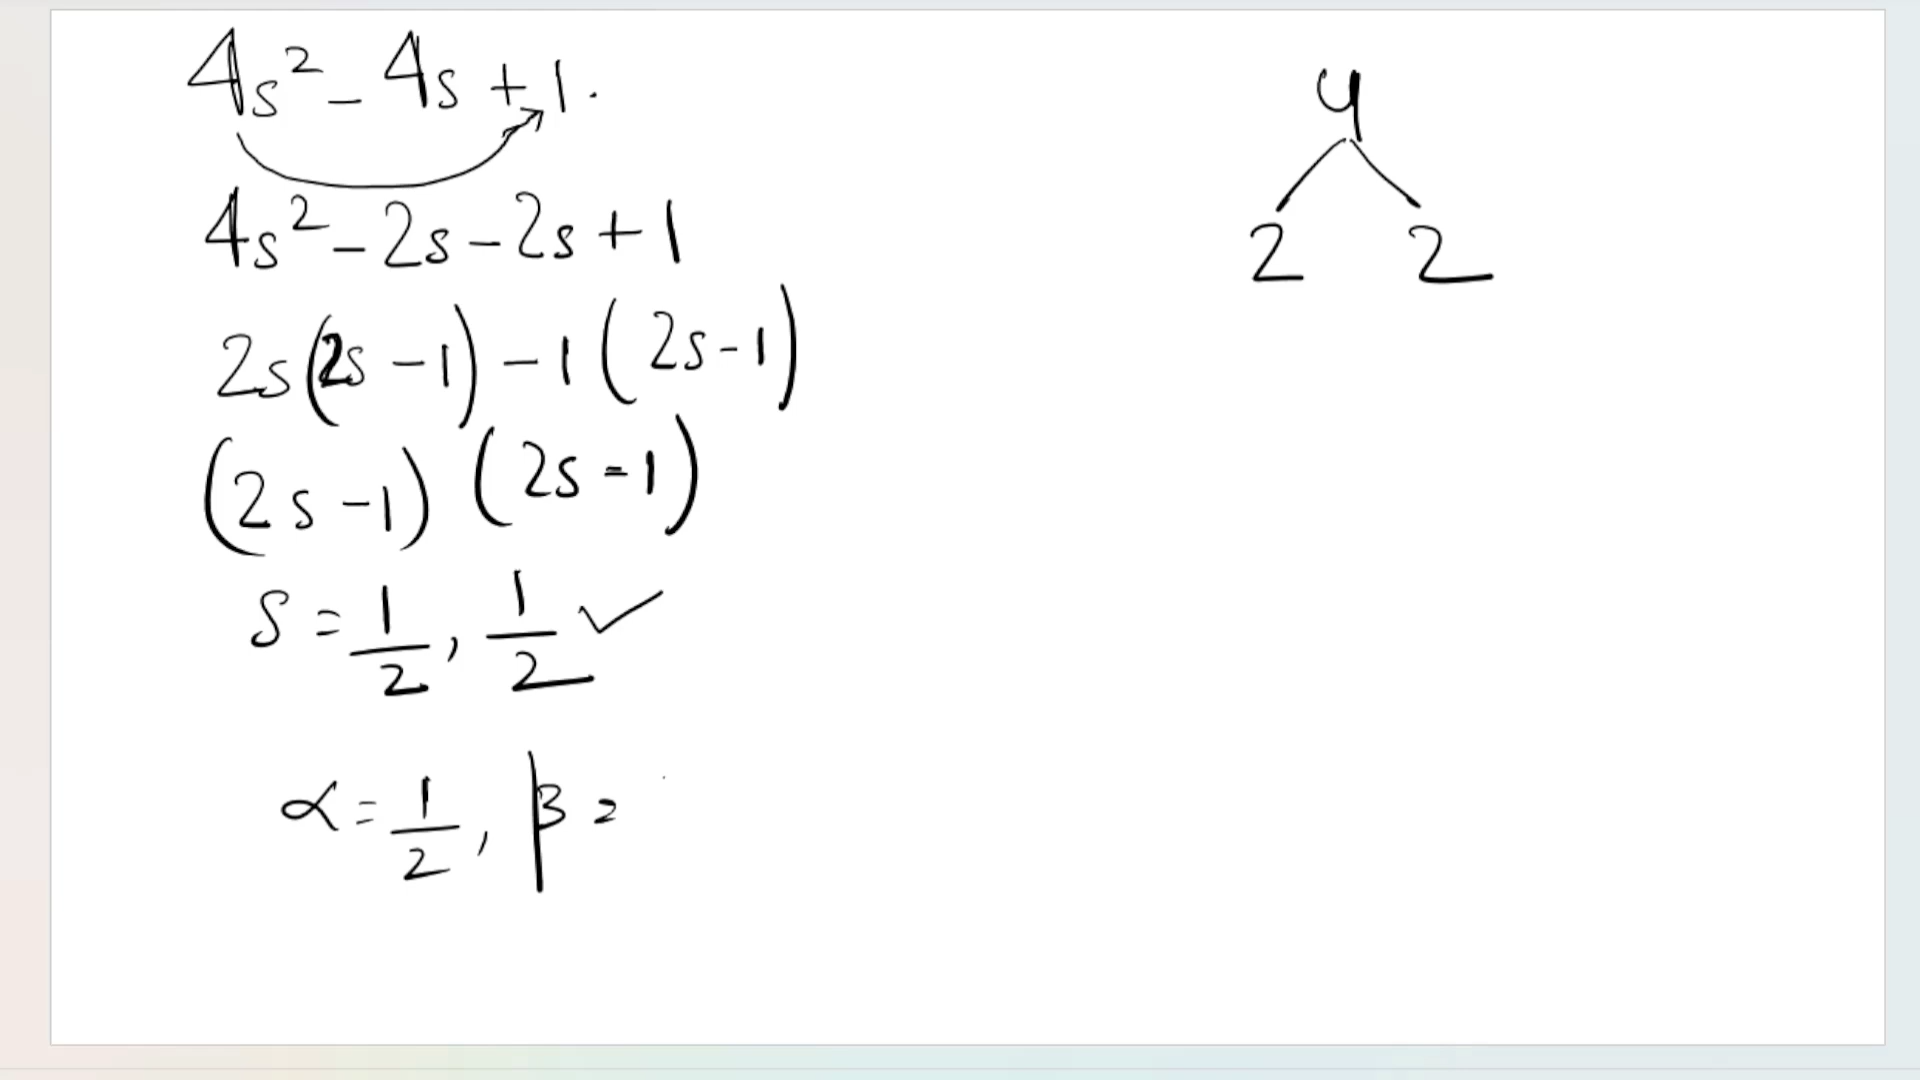 4s² - 4s + 1.
4s² - 2s - 2s + 1
2s(2s - 1) - 1(2s - 1)
(2s - 1)(2s - 1)
s = 1/2, 1/2 ✓
α = 1/2, β =
4
2 2